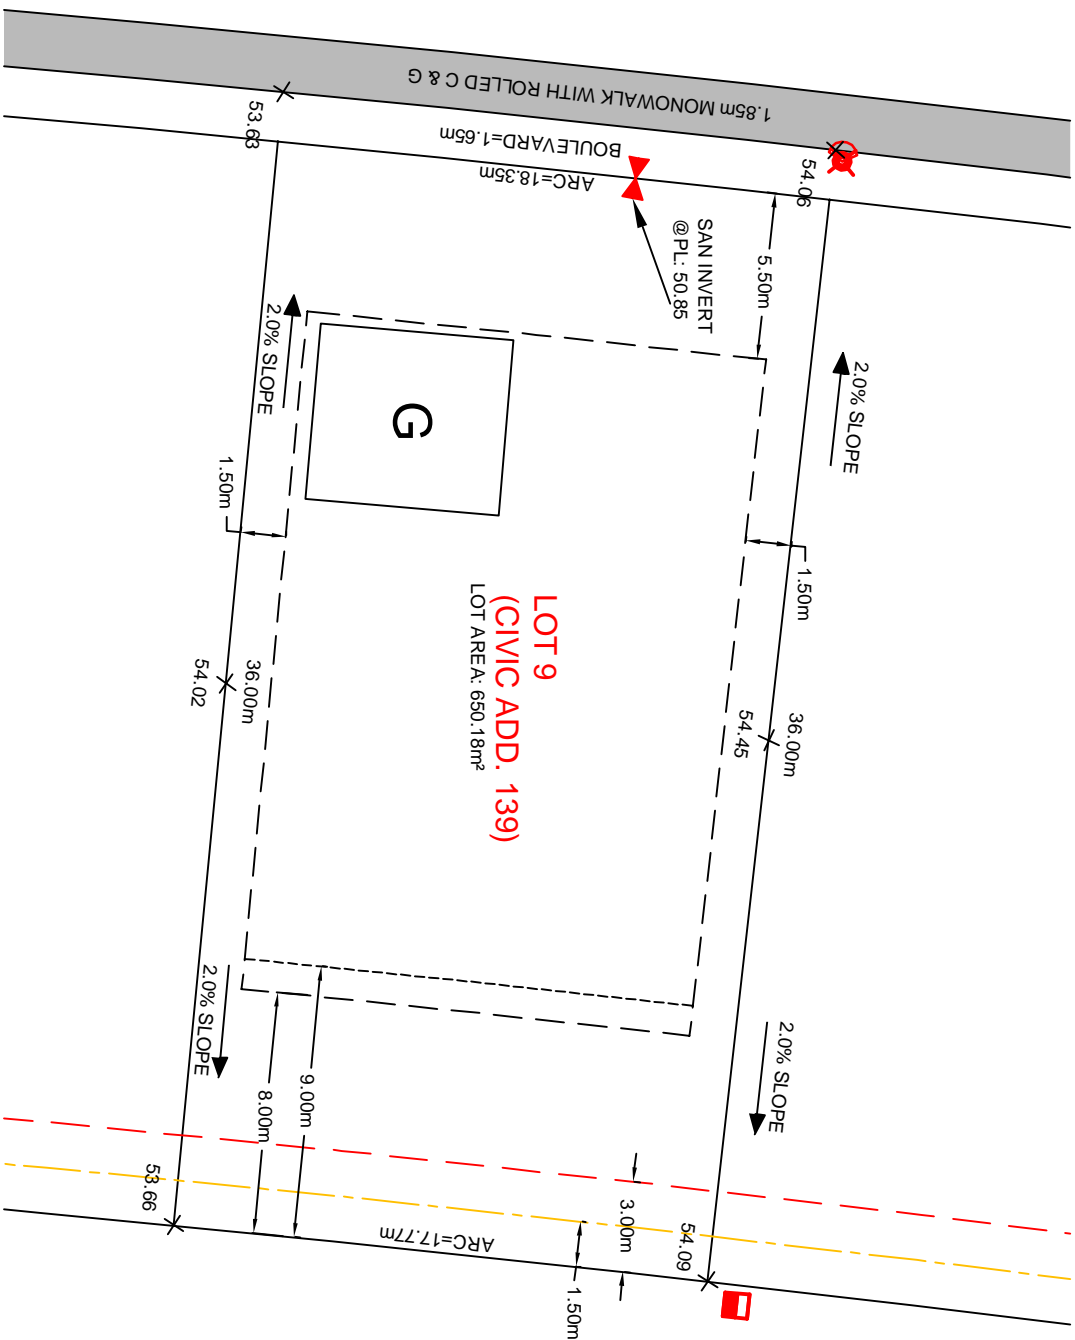 1.85m MONOWALK WITH ROLLED C & G
53.63
BOULEVARD=1.65m
ARC=18.35m
54.06
SAN INVERT
@PL: 50.85
5.50m
2.0% SLOPE
2.0% SLOPE
G
1.50m
1.50m
LOT 9
(CIVIC ADD. 139)
LOT AREA: 650.18m²
36.00m
54.02
36.00m
54.45
2.0% SLOPE
2.0% SLOPE
9.00m
8.00m
53.66
ARC=17.77m
3.00m
54.09
1.50m